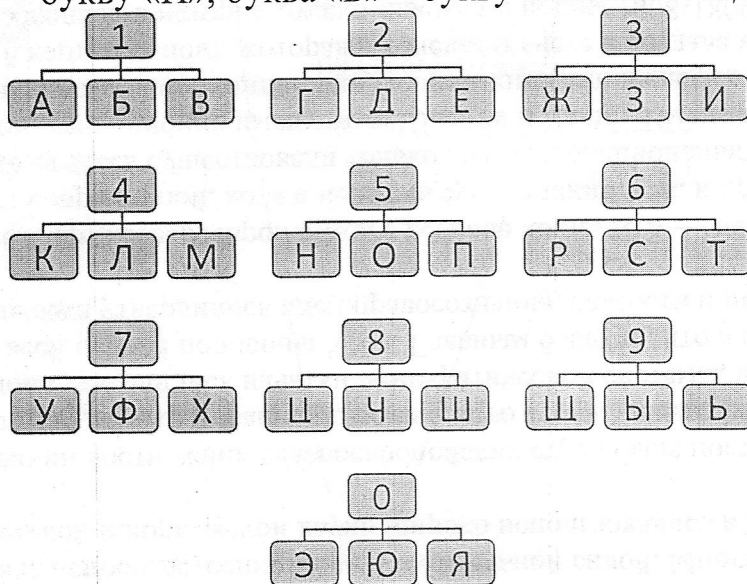 1 2 3
А Б В Г Д Е Ж З И
4 5 6
К Л М Н О П Р С Т
7 8 9
У Ф Х Ц Ч Ш Щ Ы Ь
0
Э Ю Я